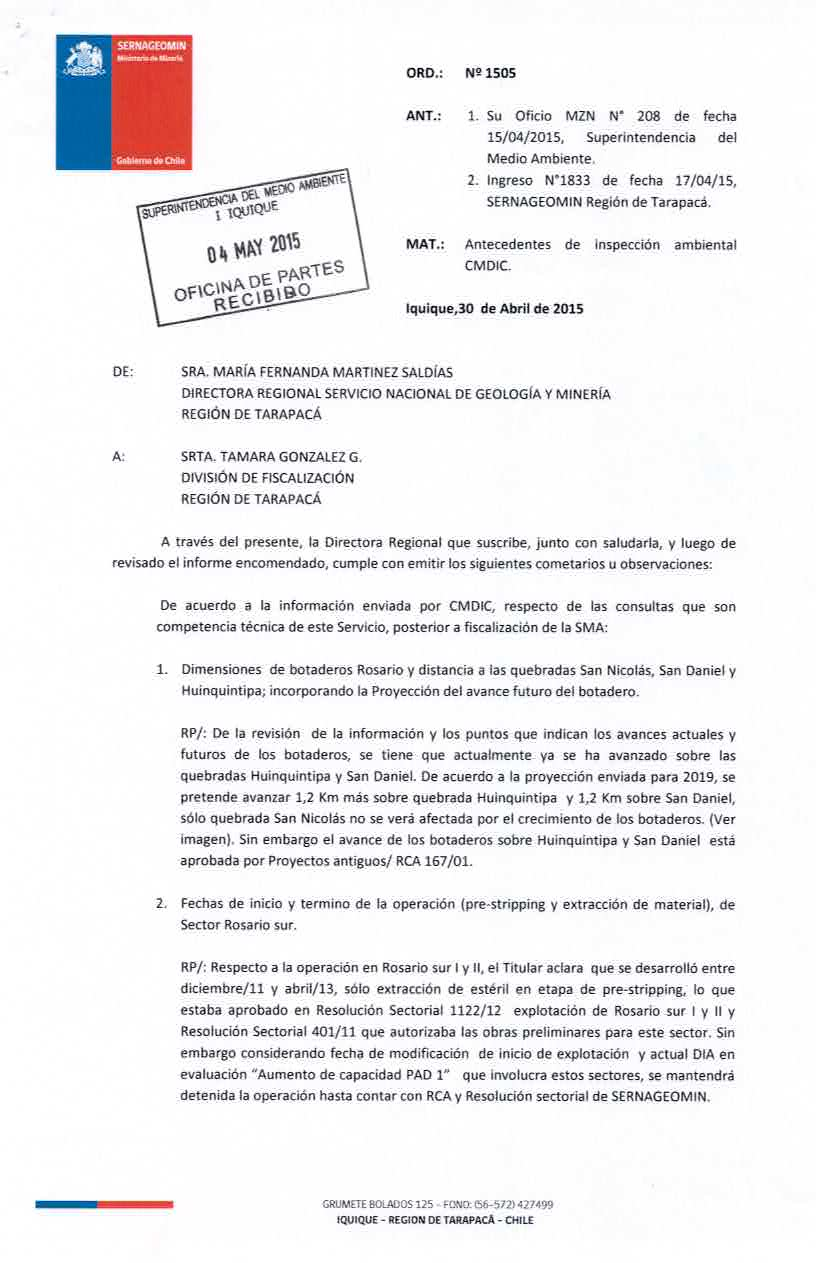 SERNAGEOMIN
Ministerio de Minería
Gobierno de Chile
SUPERINTENDENCIA DEL MEDIO AMBIENTE
I IQUIQUE
04 MAY 2015
OFICINA DE PARTES
RECIBIDO
ORD.: Nº 1505
ANT.: 1. Su Oficio MZN N° 208 de fecha
15/04/2015, Superintendencia del
Medio Ambiente.
2. Ingreso N°1833 de fecha 17/04/15,
SERNAGEOMIN Región de Tarapacá.
MAT.: Antecedentes de inspección ambiental
CMDIC.
Iquique,30 de Abril de 2015
DE: SRA. MARÍA FERNANDA MARTINEZ SALDÍAS
DIRECTORA REGIONAL SERVICIO NACIONAL DE GEOLOGÍA Y MINERÍA
REGIÓN DE TARAPACÁ
A: SRTA. TAMARA GONZALEZ G.
DIVISIÓN DE FISCALIZACIÓN
REGIÓN DE TARAPACÁ
A través del presente, la Directora Regional que suscribe, junto con saludarla, y luego de
revisado el informe encomendado, cumple con emitir los siguientes cometarios u observaciones:
De acuerdo a la información enviada por CMDIC, respecto de las consultas que son
competencia técnica de este Servicio, posterior a fiscalización de la SMA:
1. Dimensiones de botaderos Rosario y distancia a las quebradas San Nicolás, San Daniel y
Huinquintipa; incorporando la Proyección del avance futuro del botadero.
RP/: De la revisión de la información y los puntos que indican los avances actuales y
futuros de los botaderos, se tiene que actualmente ya se ha avanzado sobre las
quebradas Huinquintipa y San Daniel. De acuerdo a la proyección enviada para 2019, se
pretende avanzar 1,2 Km más sobre quebrada Huinquintipa y 1,2 Km sobre San Daniel,
sólo quebrada San Nicolás no se verá afectada por el crecimiento de los botaderos. (Ver
imagen). Sin embargo el avance de los botaderos sobre Huinquintipa y San Daniel está
aprobada por Proyectos antiguos/ RCA 167/01.
2. Fechas de inicio y termino de la operación (pre-stripping y extracción de material), de
Sector Rosario sur.
RP/: Respecto a la operación en Rosario sur I y II, el Titular aclara que se desarrolló entre
diciembre/11 y abril/13, sólo extracción de estéril en etapa de pre-stripping, lo que
estaba aprobado en Resolución Sectorial 1122/12 explotación de Rosario sur I y II y
Resolución Sectorial 401/11 que autorizaba las obras preliminares para este sector. Sin
embargo considerando fecha de modificación de inicio de explotación y actual DIA en
evaluación "Aumento de capacidad PAD 1" que involucra estos sectores, se mantendrá
detenida la operación hasta contar con RCA y Resolución sectorial de SERNAGEOMIN.
GRUMETE BOLADOS 125 – FONO: (56-572) 427499
IQUIQUE – REGION DE TARAPACÁ - CHILE